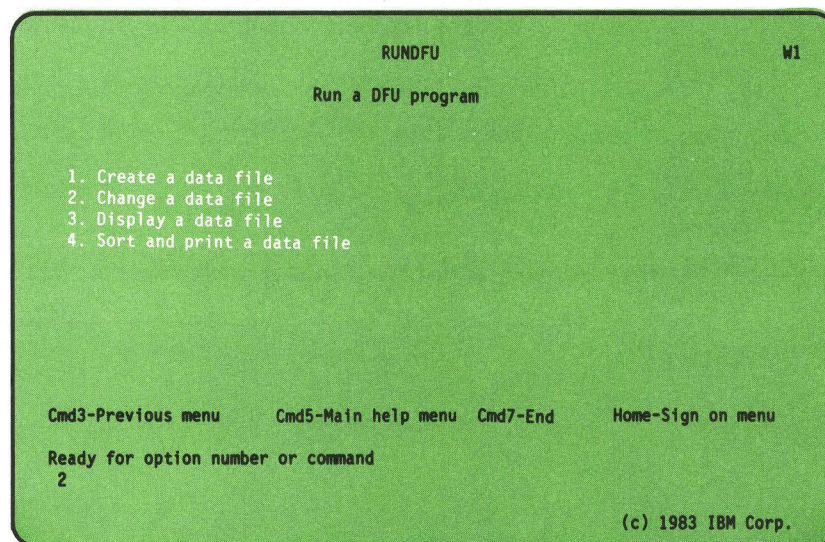 RUNDFU W1
Run a DFU program
1. Create a data file
2. Change a data file
3. Display a data file
4. Sort and print a data file
Cmd3-Previous menu Cmd5-Main help menu Cmd7-End Home-Sign on menu
Ready for option number or command
2
(c) 1983 IBM Corp.